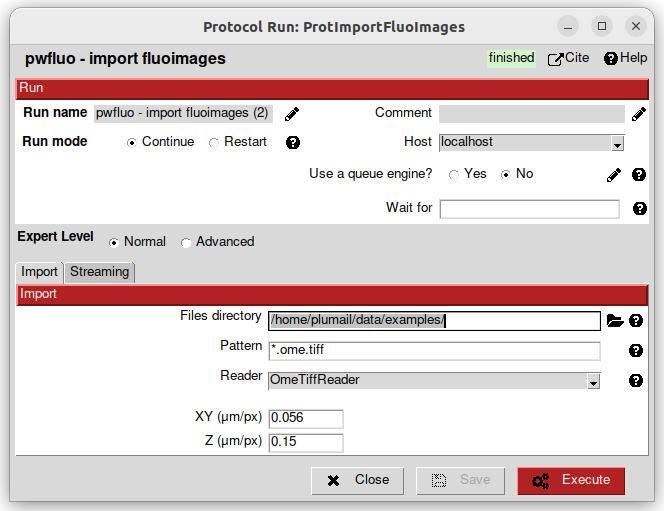 Protocol Run: ProtImportFluoImages
pwfluo - import fluoimages finished Cite Help
Run
Run name pwfluo - import fluoimages (2) Comment
Run mode Continue Restart Host localhost
Use a queue engine? Yes No
Wait for
Expert Level Normal Advanced
Import Streaming
Import
Files directory /home/plumail/data/examples/
Pattern *.ome.tiff
Reader OmeTiffReader
XY (µm/px) 0.056
Z (µm/px) 0.15
Close Save Execute